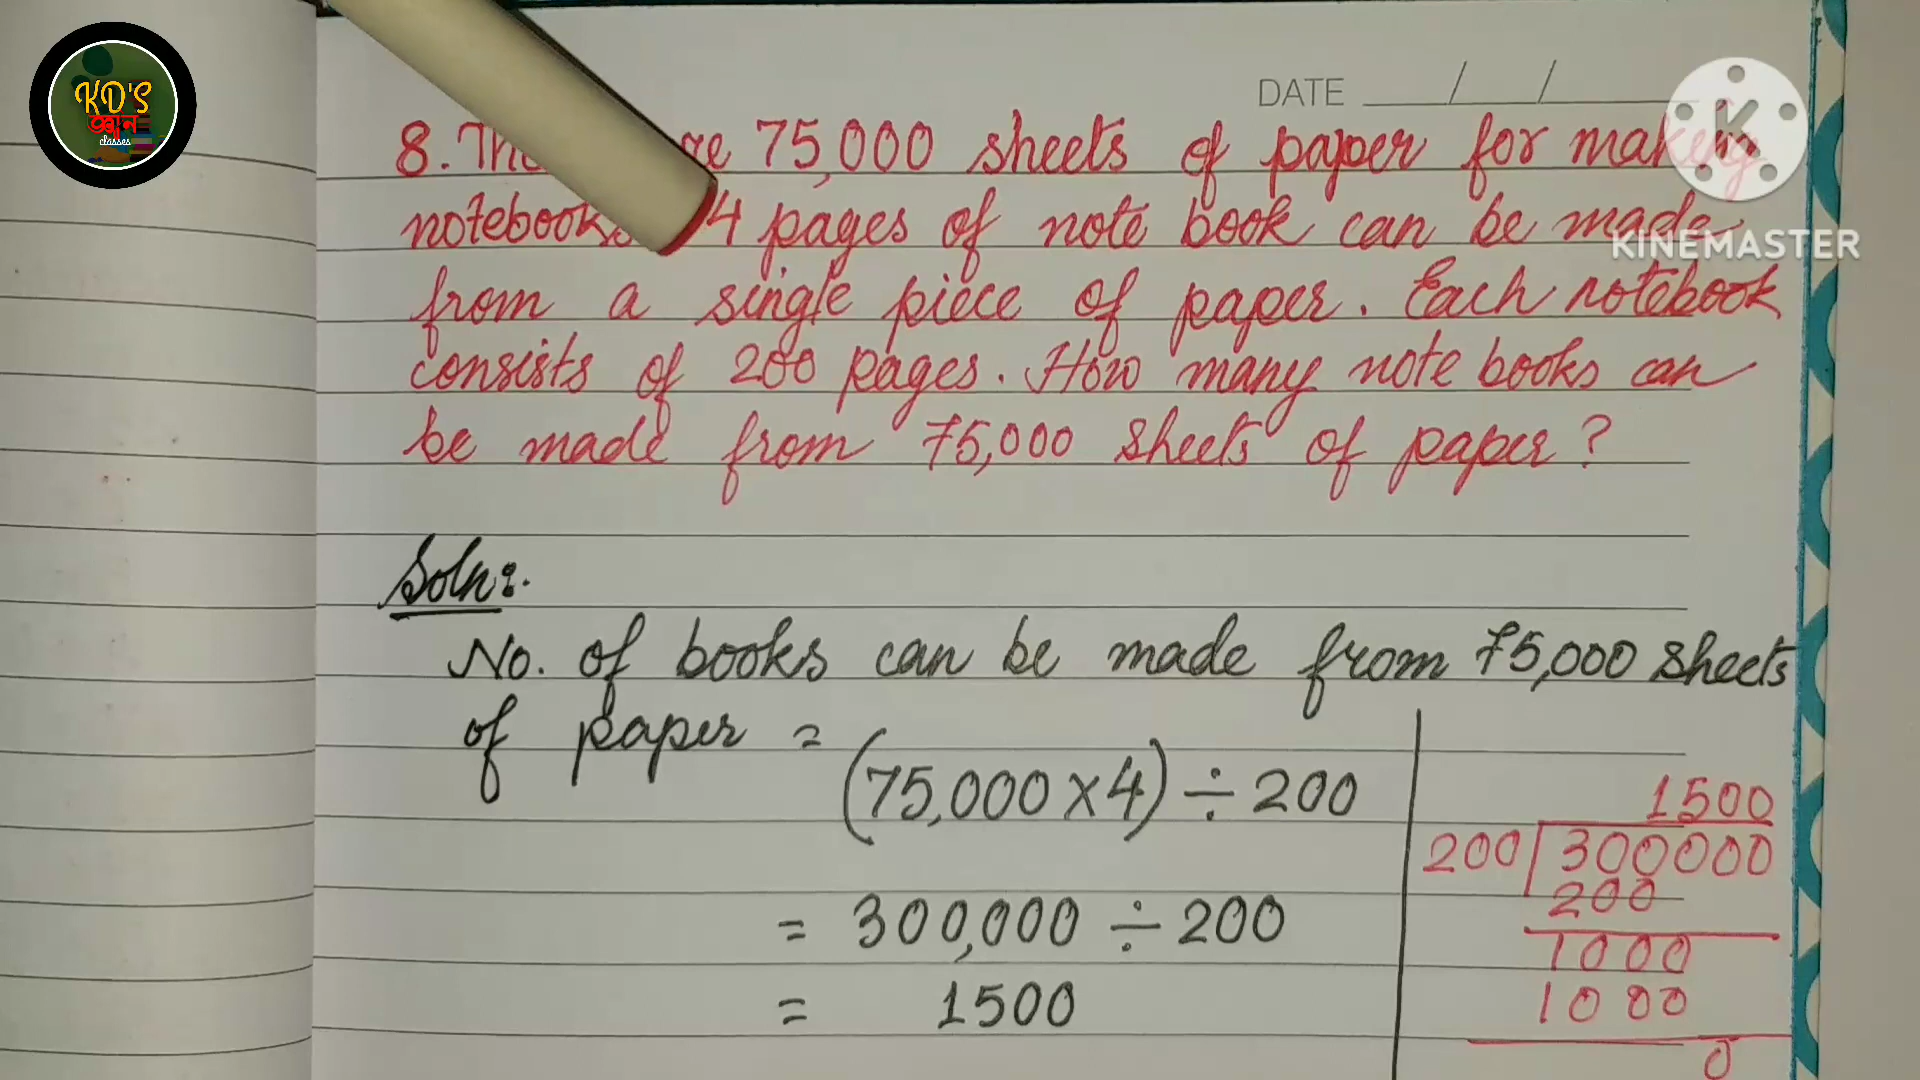 KD'S
জ্ঞান
classes
DATE / /
KINEMASTER
8. 75,000 sheets of paper for making
notebooks 4 pages of note book can be made
from a single piece of paper. Each notebook
consists of 200 pages. How many note books can
be made from 75,000 sheets of paper?
Soln:.
No. of books can be made from 75,000 sheets
of paper =
(75,000 × 4) ÷ 200
= 300,000 ÷ 200
= 1500
1500
200 300000
200
1000
1000
0